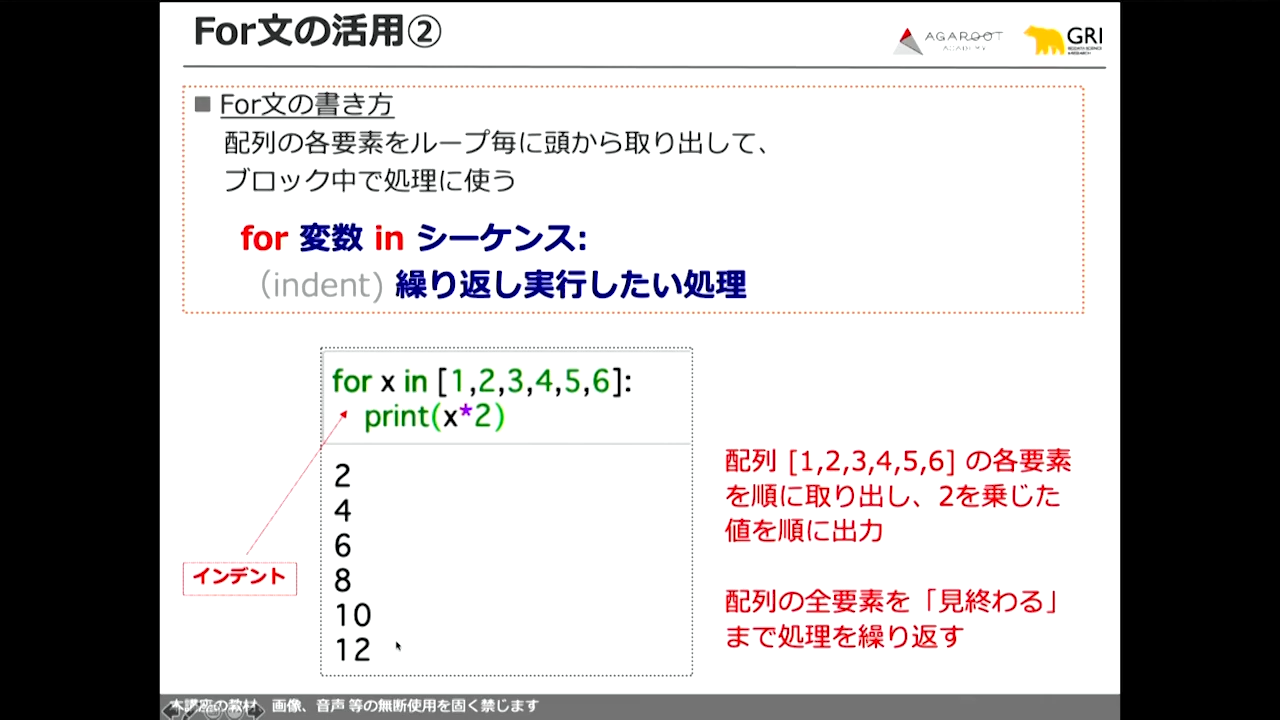 For文の活用②
AGAROOT
ACADEMY
GRI
■ For文の書き方
配列の各要素をループ毎に頭から取り出して、
ブロック中で処理に使う
for 変数 in シーケンス:
（indent) 繰り返し実行したい処理
for x in [1,2,3,4,5,6]:
print(x*2)
2
4
6
8
10
12
インデント
配列 [1,2,3,4,5,6] の各要素
を順に取り出し、2を乗じた
値を順に出力
配列の全要素を「見終わる」
まで処理を繰り返す
本講座の教材、画像、音声 等の無断使用を固く禁じます